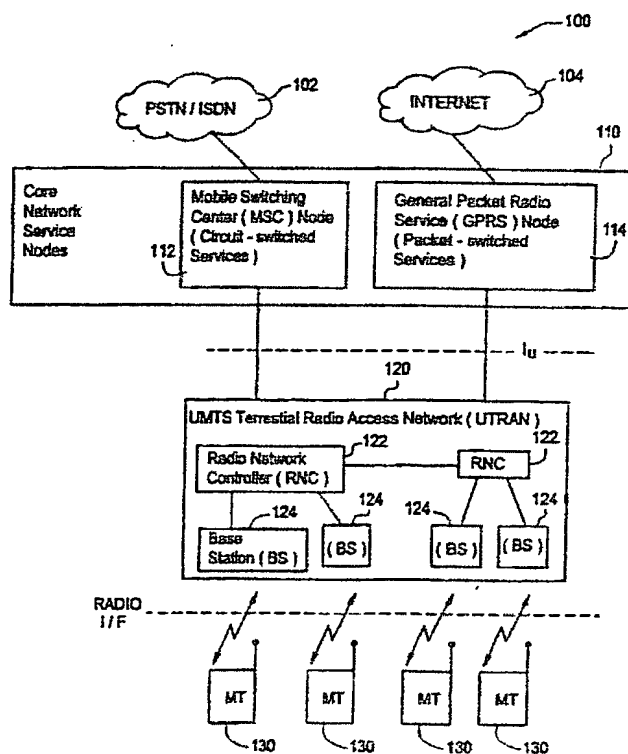 100
102
104
PSTN / ISDN
INTERNET
110
Core
Network
Service
Nodes
Mobile Switching
Center ( MSC ) Node
( Circuit - switched
Services )
112
General Packet Radio
Service ( GPRS ) Node
( Packet - switched
Services )
114
Iu
120
UMTS Terrestial Radio Access Network ( UTRAN )
122
Radio Network
Controller ( RNC )
122
RNC
124
Base
Station ( BS )
124
( BS )
124
( BS )
124
( BS )
RADIO
I / F
MT
MT
MT
MT
130
130
130
130